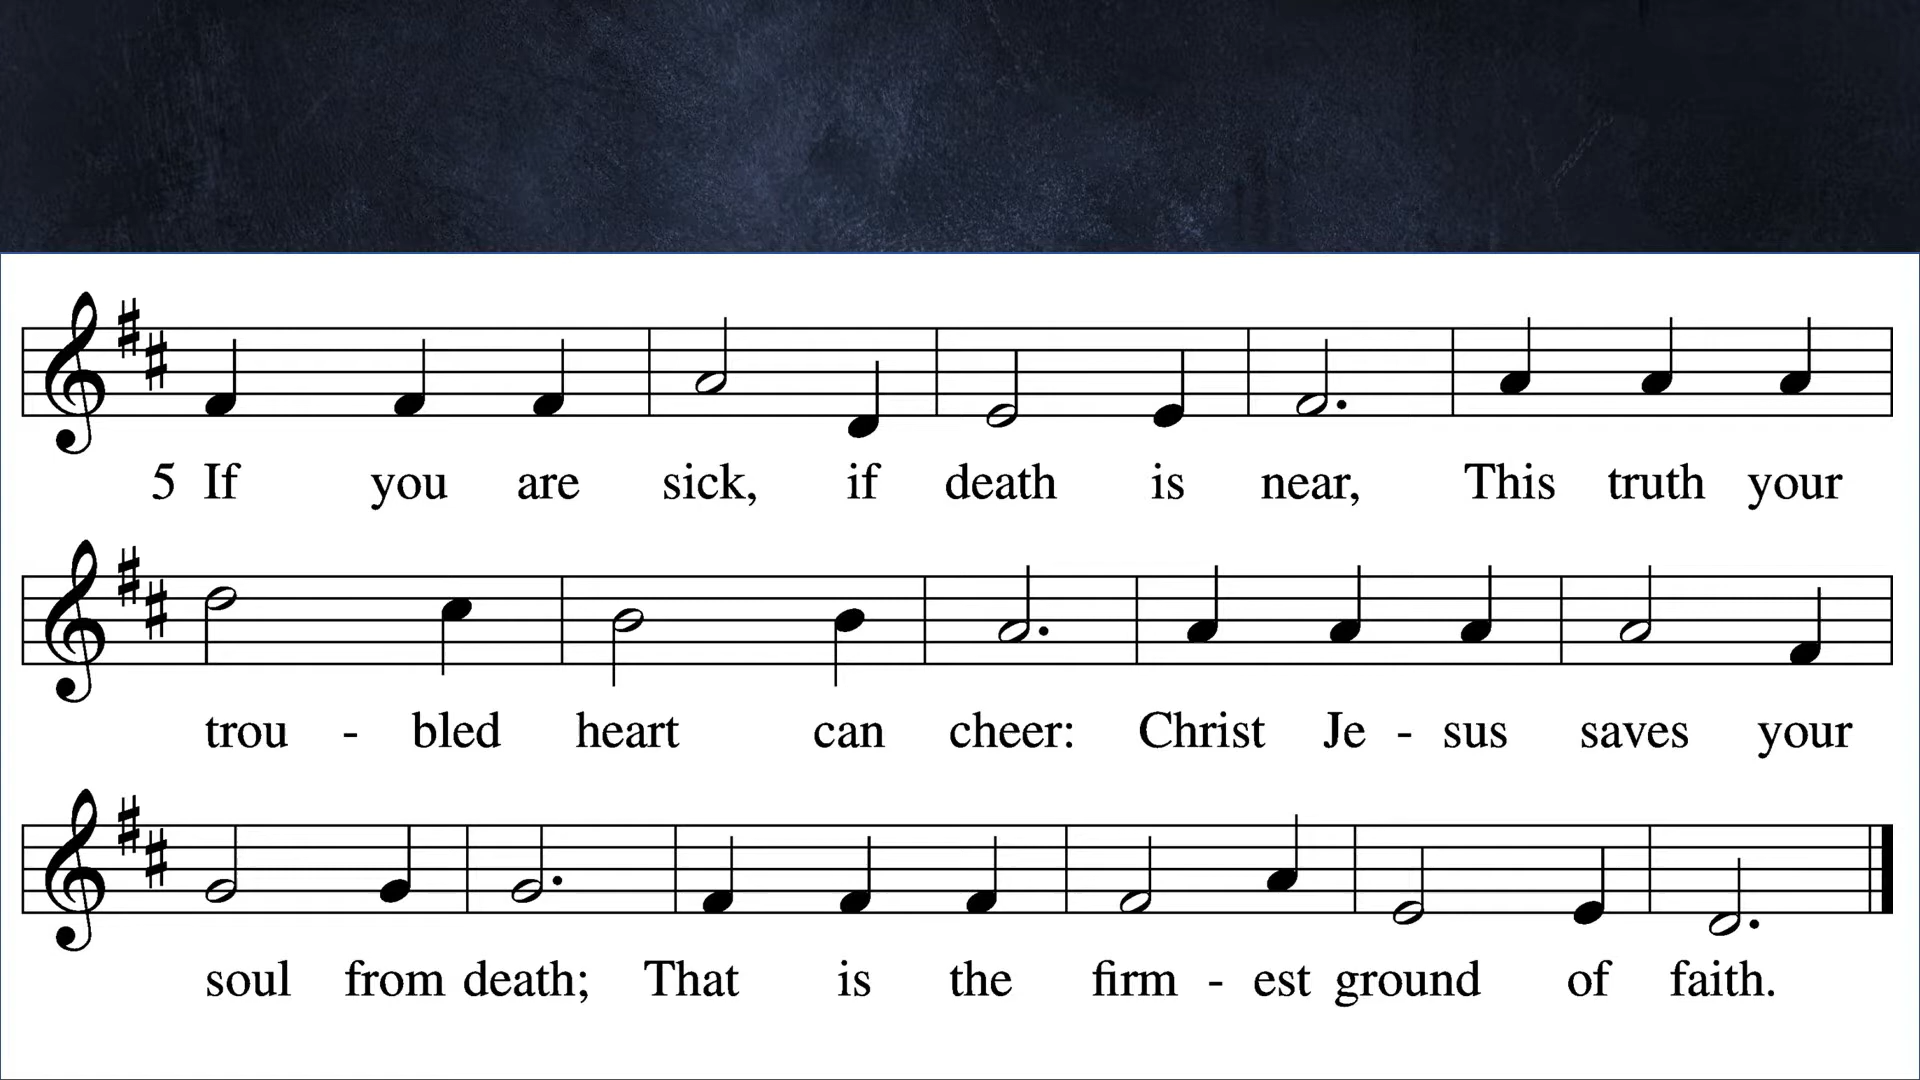 5 If you are sick, if death is near, This truth your
trou - bled heart can cheer: Christ Je - sus saves your
soul from death; That is the firm - est ground of faith.